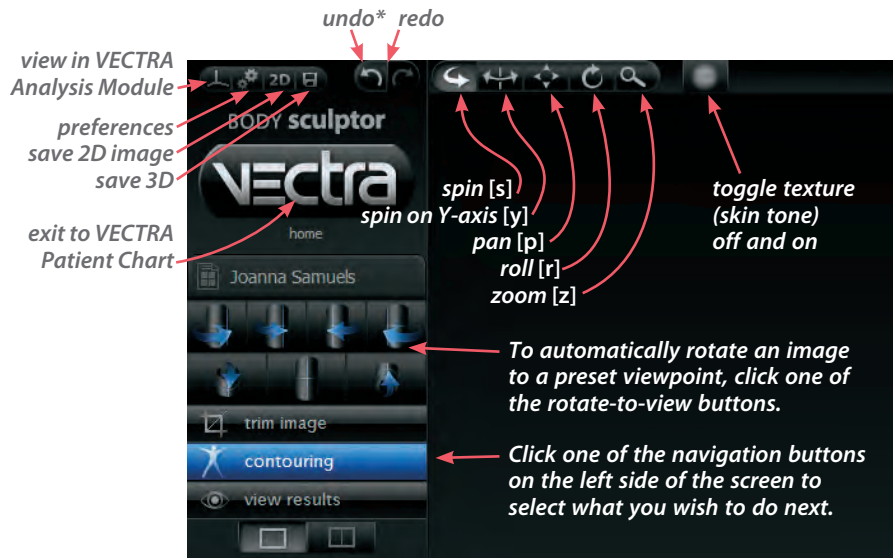 undo* redo
view in VECTRA
Analysis Module
preferences
save 2D image
save 3D
exit to VECTRA
Patient Chart
2D
BODY sculptor
vectra
home
Joanna Samuels
trim image
contouring
view results
spin [s]
spin on Y-axis [y]
pan [p]
roll [r]
zoom [z]
toggle texture
(skin tone)
off and on
To automatically rotate an image
to a preset viewpoint, click one of
the rotate-to-view buttons.
Click one of the navigation buttons
on the left side of the screen to
select what you wish to do next.